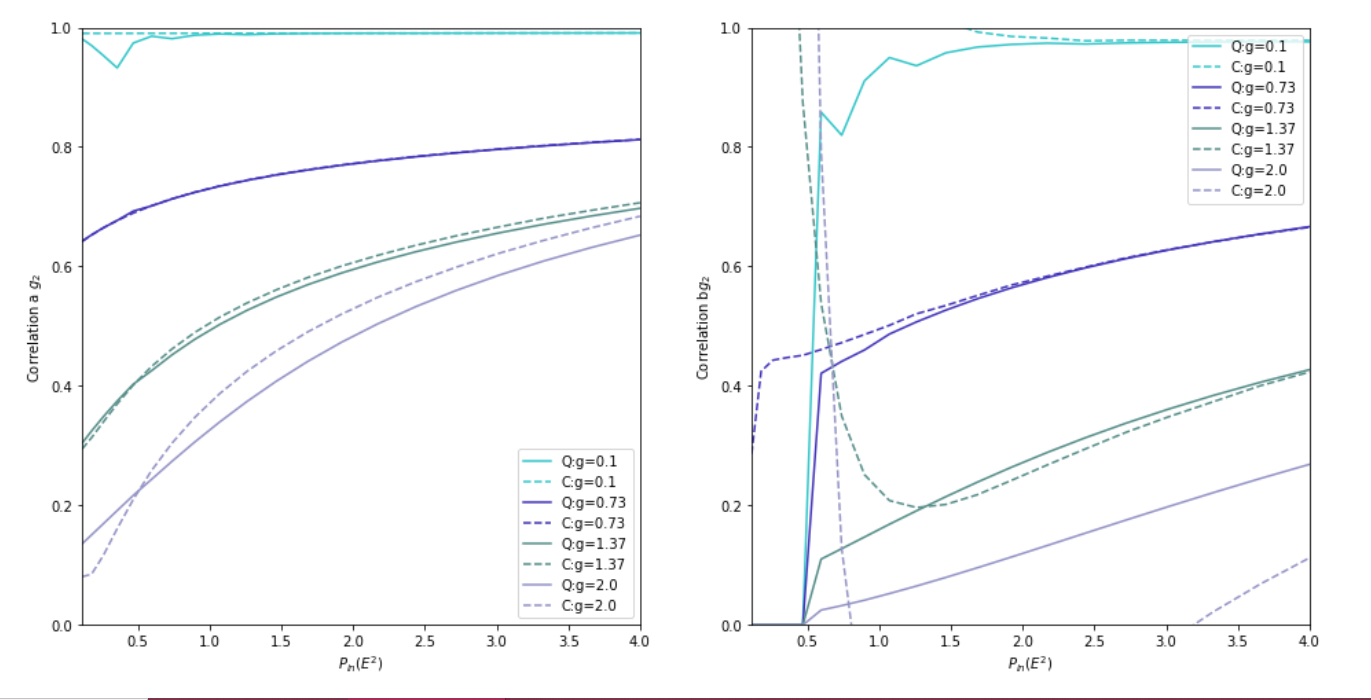 1.0
0.8
0.6
0.4
0.2
0.0
Correlation a g₂
0.5 1.0 1.5 2.0 2.5 3.0 3.5 4.0
Pᵢₙ(E²)
Q:g=0.1
C:g=0.1
Q:g=0.73
C:g=0.73
Q:g=1.37
C:g=1.37
Q:g=2.0
C:g=2.0
1.0
0.8
0.6
0.4
0.2
0.0
Correlation bg₂
0.5 1.0 1.5 2.0 2.5 3.0 3.5 4.0
Pᵢₙ(E²)
Q:g=0.1
C:g=0.1
Q:g=0.73
C:g=0.73
Q:g=1.37
C:g=1.37
Q:g=2.0
C:g=2.0